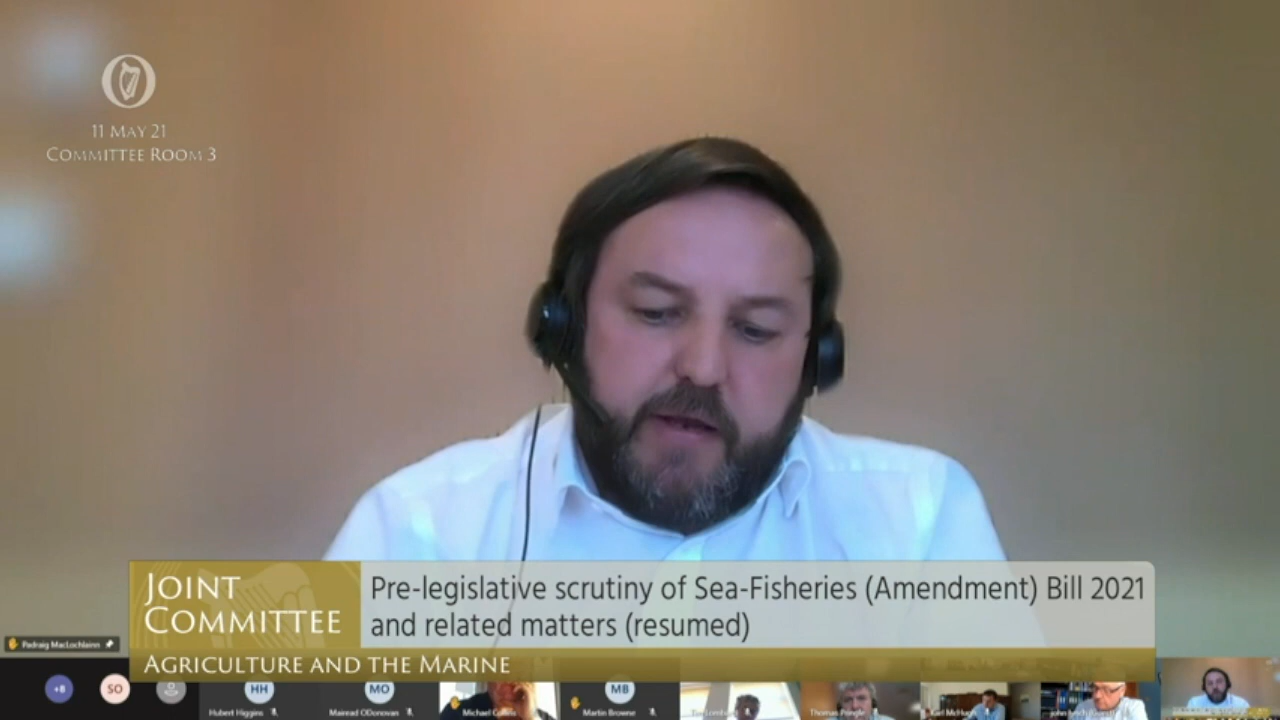 11 May 21
Committee Room 3
Joint
Committee
Pre-legislative scrutiny of Sea-Fisheries (Amendment) Bill 2021
and related matters (resumed)
Agriculture and the Marine
Padraig MacLochlainn
+8
SO
HH
MO
MB
Hubert Higgins
Mairead ODonovan
Michael Collins
Martin Browne
Thomas Pringle
Karl McHugh